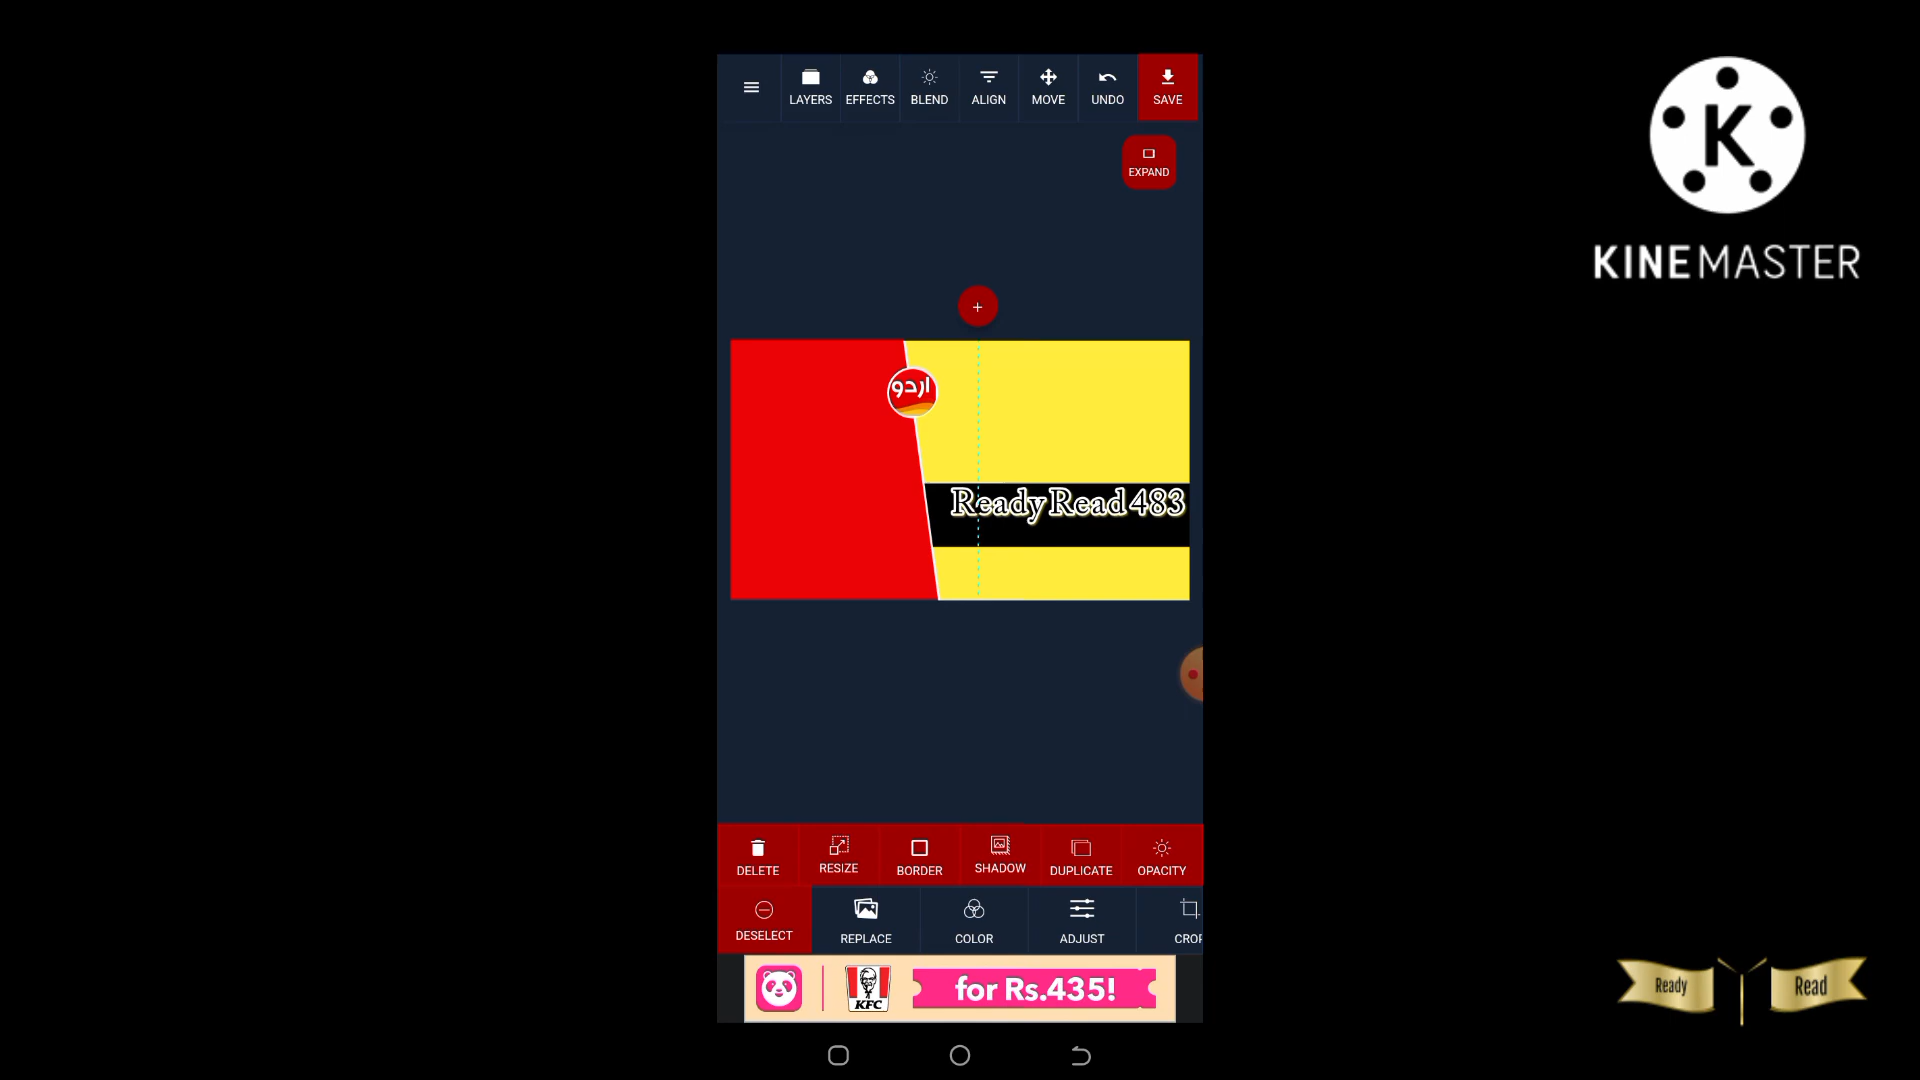 LAYERS EFFECTS BLEND ALIGN MOVE UNDO SAVE
EXPAND
K
KINEMASTER
+
اردو
Ready Read 483
DELETE RESIZE BORDER SHADOW DUPLICATE OPACITY
DESELECT REPLACE COLOR ADJUST CROP
KFC for Rs.435!
Ready Read